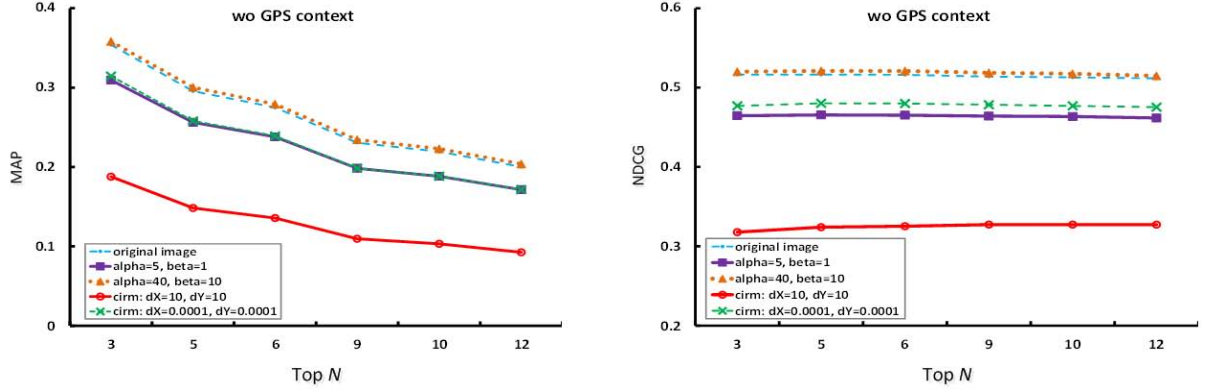 wo GPS context
0.4
0.3
0.2
0.1
0
MAP
original image
alpha=5, beta=1
alpha=40, beta=10
cirm: dX=10, dY=10
cirm: dX=0.0001, dY=0.0001
3 5 6 9 10 12
Top N
wo GPS context
0.6
0.5
0.4
0.3
0.2
NDCG
original image
alpha=5, beta=1
alpha=40, beta=10
cirm: dX=10, dY=10
cirm: dX=0.0001, dY=0.0001
3 5 6 9 10 12
Top N